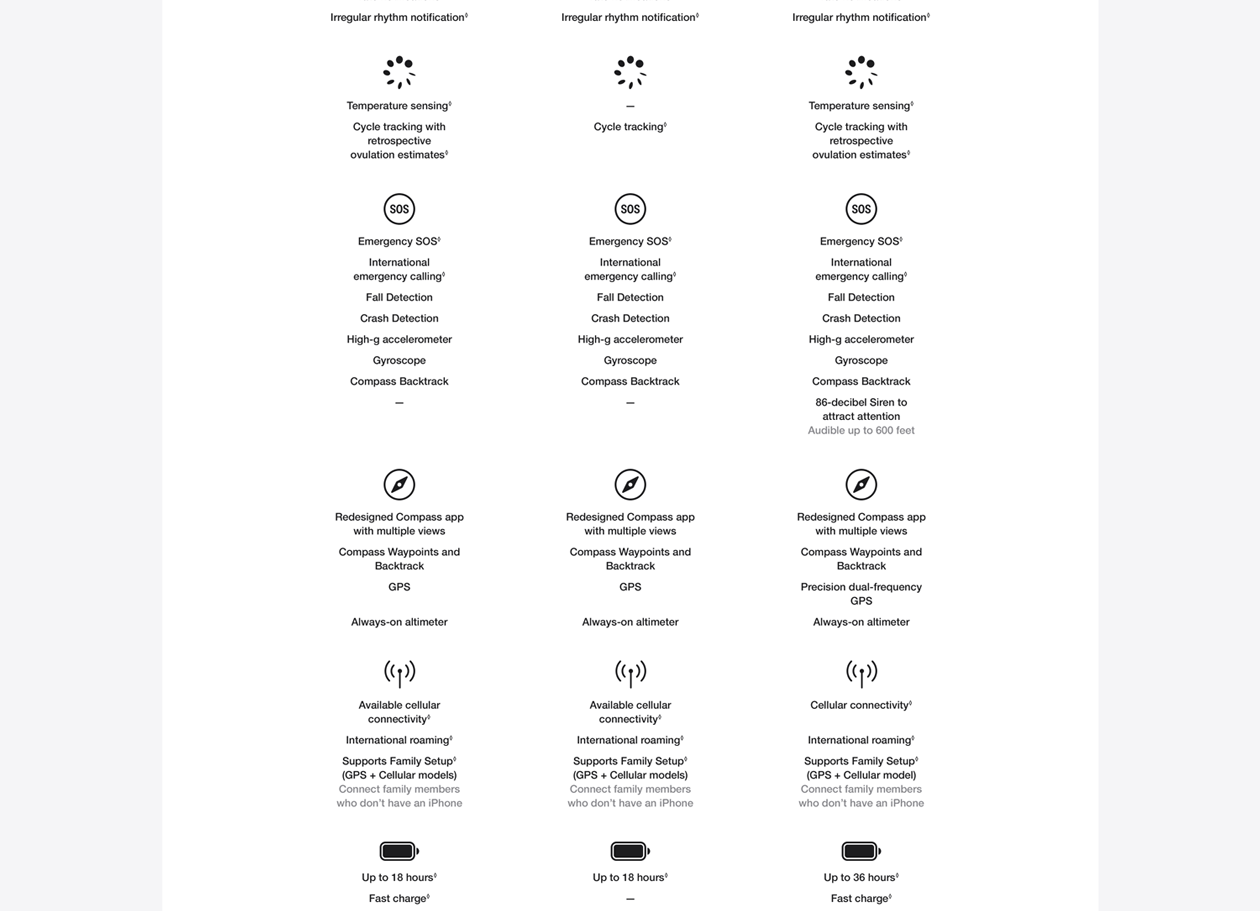 Irregular rhythm notification◊ Irregular rhythm notification◊ Irregular rhythm notification◊
Temperature sensing◊ — Temperature sensing◊
Cycle tracking with Cycle tracking◊ Cycle tracking with
retrospective retrospective
ovulation estimates◊ ovulation estimates◊
SOS SOS SOS
Emergency SOS◊ Emergency SOS◊ Emergency SOS◊
International International International
emergency calling◊ emergency calling◊ emergency calling◊
Fall Detection Fall Detection Fall Detection
Crash Detection Crash Detection Crash Detection
High-g accelerometer High-g accelerometer High-g accelerometer
Gyroscope Gyroscope Gyroscope
Compass Backtrack Compass Backtrack Compass Backtrack
— — 86-decibel Siren to
attract attention
Audible up to 600 feet
Redesigned Compass app Redesigned Compass app Redesigned Compass app
with multiple views with multiple views with multiple views
Compass Waypoints and Compass Waypoints and Compass Waypoints and
Backtrack Backtrack Backtrack
GPS GPS Precision dual-frequency
GPS
Always-on altimeter Always-on altimeter Always-on altimeter
Available cellular Available cellular Cellular connectivity◊
connectivity◊ connectivity◊
International roaming◊ International roaming◊ International roaming◊
Supports Family Setup◊ Supports Family Setup◊ Supports Family Setup◊
(GPS + Cellular models) (GPS + Cellular models) (GPS + Cellular model)
Connect family members Connect family members Connect family members
who don’t have an iPhone who don’t have an iPhone who don’t have an iPhone
Up to 18 hours◊ Up to 18 hours◊ Up to 36 hours◊
Fast charge◊ — Fast charge◊